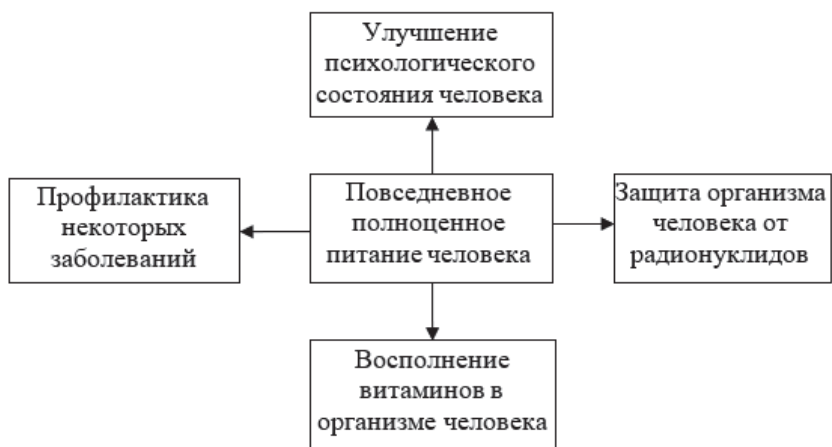 Улучшение
психологического
состояния человека
Профилактика
некоторых
заболеваний
Повседневное
полноценное
питание человека
Защита организма
человека от
радионуклидов
Восполнение
витаминов в
организме человека